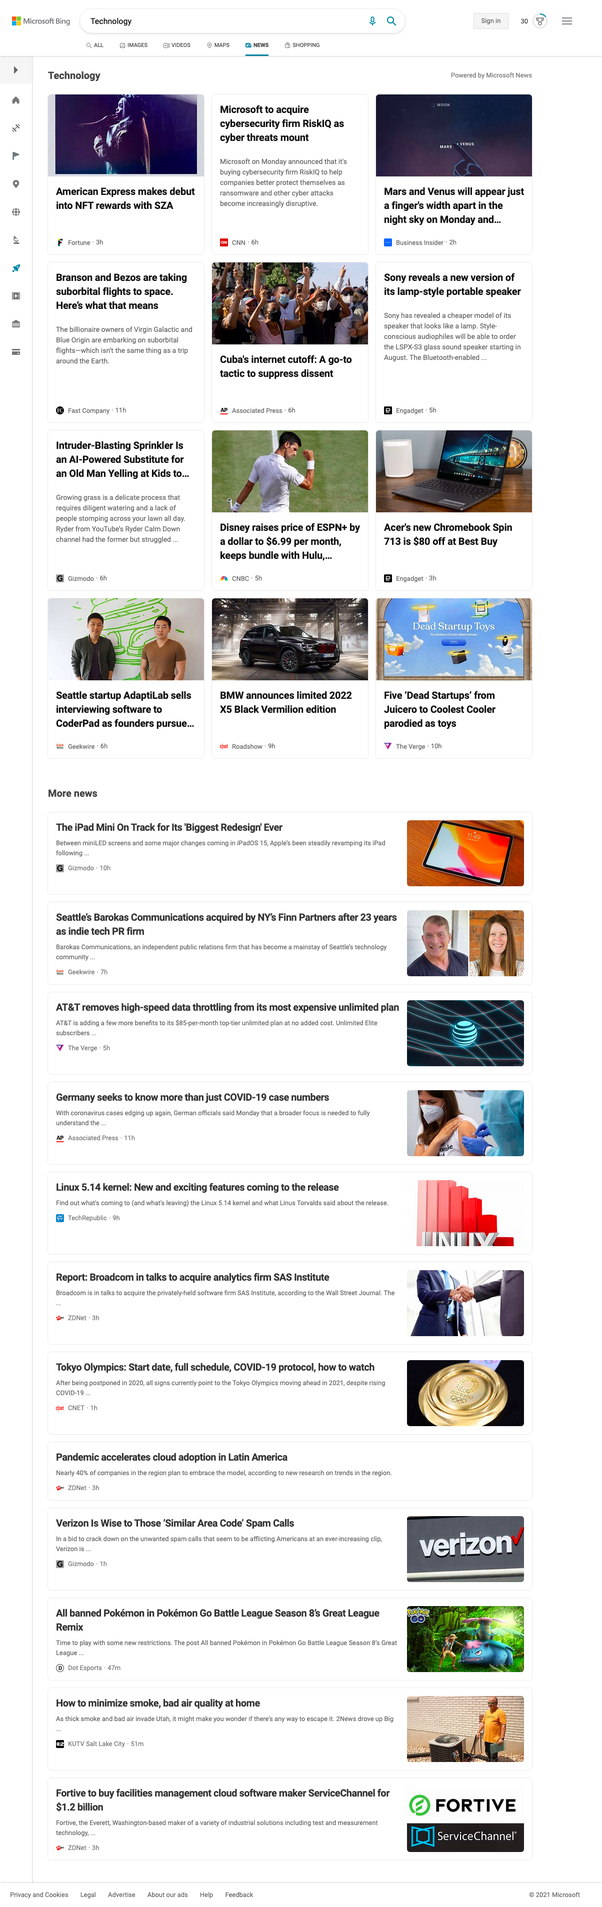 Microsoft Bing
Technology
Sign in
30
ALL
IMAGES
VIDEOS
MAPS
NEWS
SHOPPING
Technology
Powered by Microsoft News
American Express makes debut
into NFT rewards with SZA
Fortune · 3h
Microsoft to acquire
cybersecurity firm RiskIQ as
cyber threats mount
Microsoft on Monday announced that it's
buying cybersecurity firm RiskIQ to help
companies better protect themselves as
ransomware and other cyber attacks
become increasingly disruptive.
CNN · 6h
MOON
MARS
VENUS
Mars and Venus will appear just
a finger's width apart in the
night sky on Monday and…
Business Insider · 2h
Branson and Bezos are taking
suborbital flights to space.
Here's what that means
The billionaire owners of Virgin Galactic and
Blue Origin are embarking on suborbital
flights—which isn't the same thing as a trip
around the Earth.
Fast Company · 11h
Cuba's internet cutoff: A go-to
tactic to suppress dissent
AP
Associated Press · 6h
Sony reveals a new version of
its lamp-style portable speaker
Sony has revealed a cheaper model of its
speaker that looks like a lamp. Style-
conscious audiophiles will be able to order
the LSPX-S3 glass sound speaker starting in
August. The Bluetooth-enabled ...
Engadget · 5h
Intruder-Blasting Sprinkler Is
an AI-Powered Substitute for
an Old Man Yelling at Kids to…
Growing grass is a delicate process that
requires diligent watering and a lack of
people stomping across your lawn all day.
Ryder from YouTube's Ryder Calm Down
channel had the former but struggled ...
G
Gizmodo · 6h
Disney raises price of ESPN+ by
a dollar to $6.99 per month,
keeps bundle with Hulu,…
CNBC · 5h
Acer's new Chromebook Spin
713 is $80 off at Best Buy
Engadget · 3h
Seattle startup AdaptiLab sells
interviewing software to
CoderPad as founders pursue…
Geekwire · 6h
BMW announces limited 2022
X5 Black Vermilion edition
Roadshow · 9h
Dead Startup Toys
Five 'Dead Startups' from
Juicero to Coolest Cooler
parodied as toys
The Verge · 10h
More news
The iPad Mini On Track for Its 'Biggest Redesign' Ever
Between miniLED screens and some major changes coming in iPadOS 15, Apple's been steadily revamping its iPad
following ...
G
Gizmodo · 10h
Seattle's Barokas Communications acquired by NY's Finn Partners after 23 years
as indie tech PR firm
Barokas Communications, an independent public relations firm that has become a mainstay of Seattle's technology
community ...
Geekwire · 7h
AT&T removes high-speed data throttling from its most expensive unlimited plan
AT&T is adding a few more benefits to its $85-per-month top-tier unlimited plan at no added cost. Unlimited Elite
subscribers ...
The Verge · 5h
Germany seeks to know more than just COVID-19 case numbers
With coronavirus cases edging up again, German officials said Monday that a broader focus is needed to fully
understand the ...
AP
Associated Press · 11h
Linux 5.14 kernel: New and exciting features coming to the release
Find out what's coming to (and what's leaving) the Linux 5.14 kernel and what Linus Torvalds said about the release.
TechRepublic · 9h
LINUX
Report: Broadcom in talks to acquire analytics firm SAS Institute
Broadcom is in talks to acquire the privately-held software firm SAS Institute, according to the Wall Street Journal. The
...
ZDNet · 3h
Tokyo Olympics: Start date, full schedule, COVID-19 protocol, how to watch
After being postponed in 2020, all signs currently point to the Tokyo Olympics moving ahead in 2021, despite rising
COVID-19 ...
CNET · 1h
Pandemic accelerates cloud adoption in Latin America
Nearly 40% of companies in the region plan to embrace the model, according to new research on trends in the region.
ZDNet · 3h
Verizon Is Wise to Those 'Similar Area Code' Spam Calls
In a bid to crack down on the unwanted spam calls that seem to be afflicting Americans at an ever-increasing clip,
Verizon is ...
G
Gizmodo · 1h
verizon
All banned Pokémon in Pokémon Go Battle League Season 8's Great League
Remix
Time to play with some new restrictions. The post All banned Pokémon in Pokémon Go Battle League Season 8's Great
League ...
Dot Esports · 47m
GO
How to minimize smoke, bad air quality at home
As thick smoke and bad air invade Utah, it might make you wonder if there's any way to escape it. 2News drove up Big
...
KUTV Salt Lake City · 51m
Fortive to buy facilities management cloud software maker ServiceChannel for
$1.2 billion
Fortive, the Everett, Washington-based maker of a variety of industrial solutions including test and measurement
technology, ...
ZDNet · 3h
FORTIVE
ServiceChannel
Privacy and Cookies
Legal
Advertise
About our ads
Help
Feedback
© 2021 Microsoft